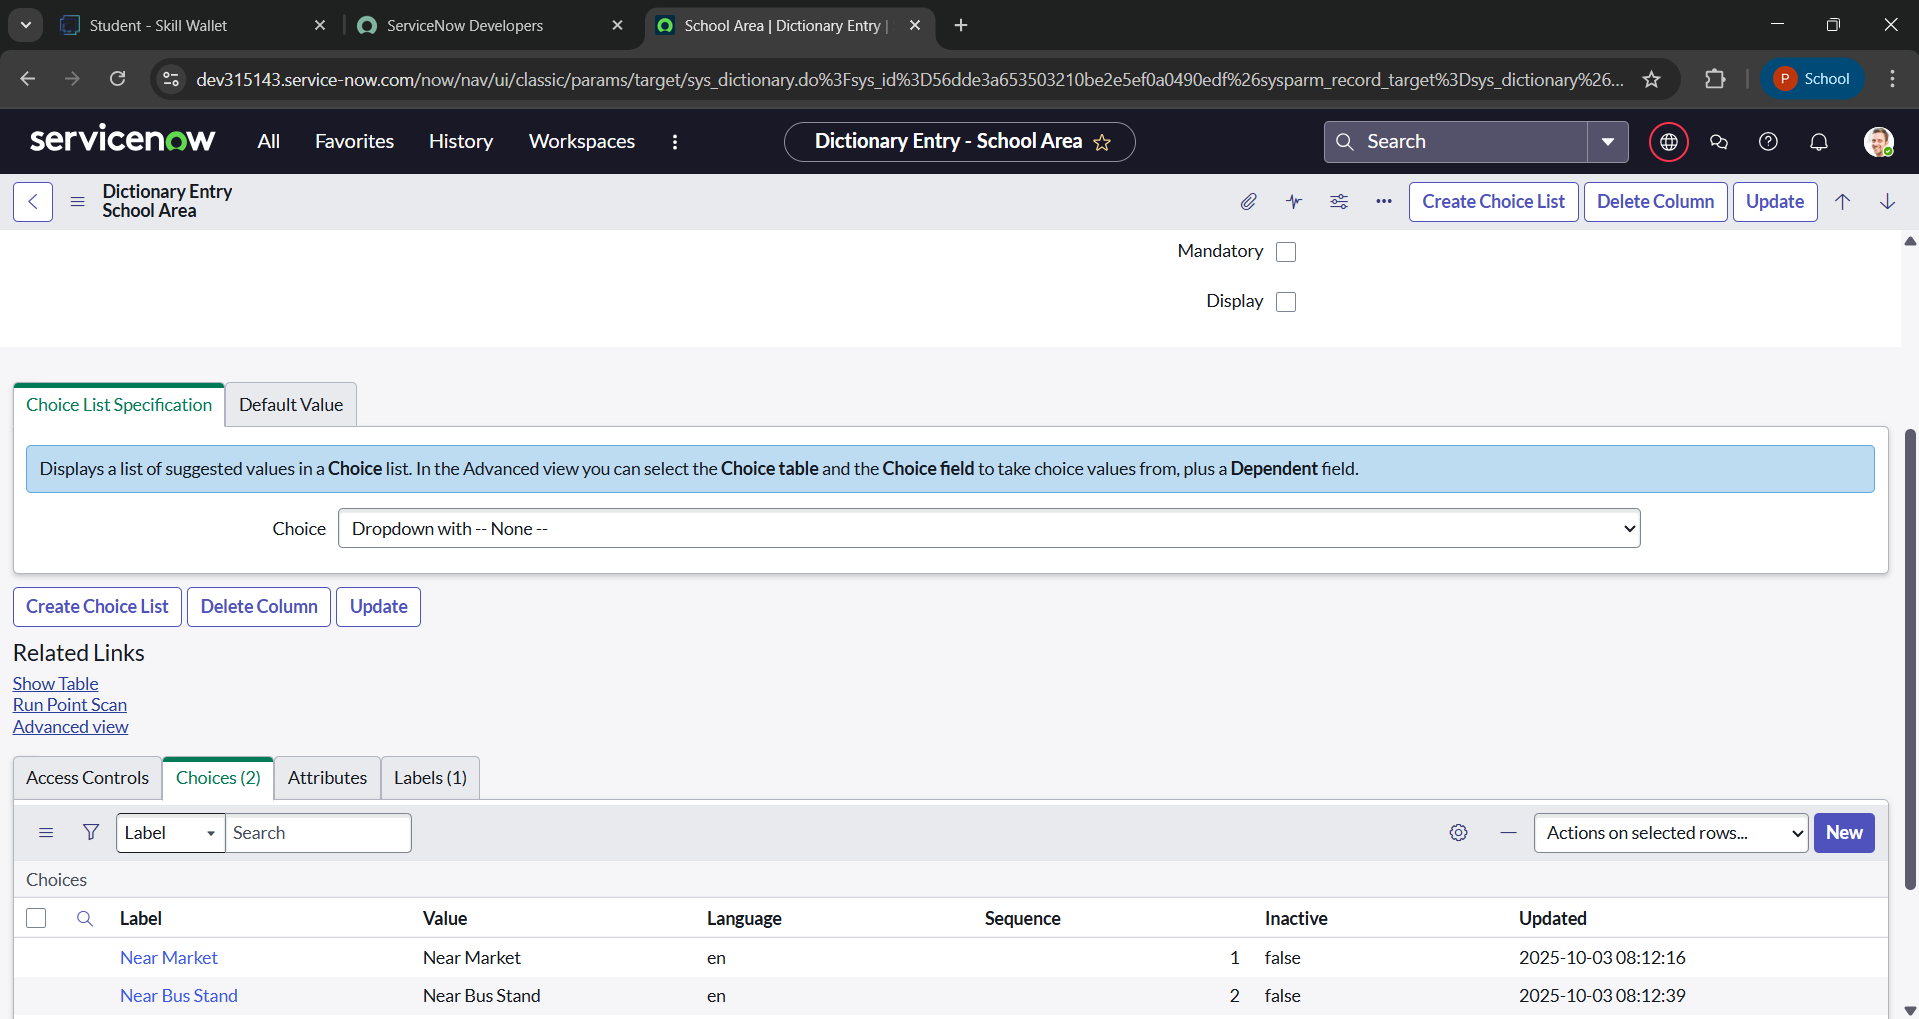 Student - Skill Wallet
ServiceNow Developers
School Area | Dictionary Entry |
dev315143.service-now.com/now/nav/ui/classic/params/target/sys_dictionary.do%3Fsys_id%3D56dde3a653503210be2e5ef0a0490edf%26sysparm_record_target%3Dsys_dictionary%26...
P School
servicenow All Favorites History Workspaces Dictionary Entry - School Area Search
Dictionary Entry
School Area
Create Choice List Delete Column Update
Mandatory
Display
Choice List Specification Default Value
Displays a list of suggested values in a Choice list. In the Advanced view you can select the Choice table and the Choice field to take choice values from, plus a Dependent field.
Choice Dropdown with -- None --
Create Choice List Delete Column Update
Related Links
Show Table
Run Point Scan
Advanced view
Access Controls Choices (2) Attributes Labels (1)
Label Search Actions on selected rows... New
Choices
Label Value Language Sequence Inactive Updated
Near Market Near Market en 1 false 2025-10-03 08:12:16
Near Bus Stand Near Bus Stand en 2 false 2025-10-03 08:12:39